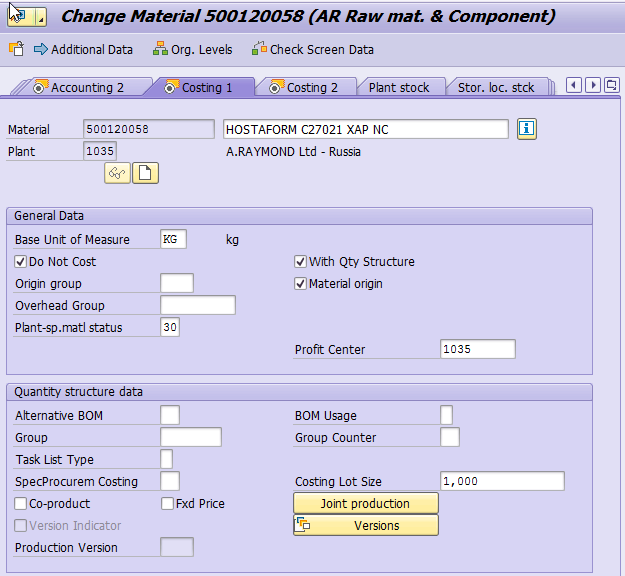 Change Material 500120058 (AR Raw mat. & Component)
Additional Data Org. Levels Check Screen Data
Accounting 2 Costing 1 Costing 2 Plant stock Stor. loc. stck
Material 500120058 HOSTAFORM C27021 XAP NC
Plant 1035 A.RAYMOND Ltd - Russia
General Data
Base Unit of Measure KG kg
Do Not Cost With Qty Structure
Origin group Material origin
Overhead Group
Plant-sp.matl status 30
Profit Center 1035
Quantity structure data
Alternative BOM BOM Usage
Group Group Counter
Task List Type
SpecProcurem Costing Costing Lot Size 1,000
Co-product Fxd Price Joint production
Version Indicator Versions
Production Version